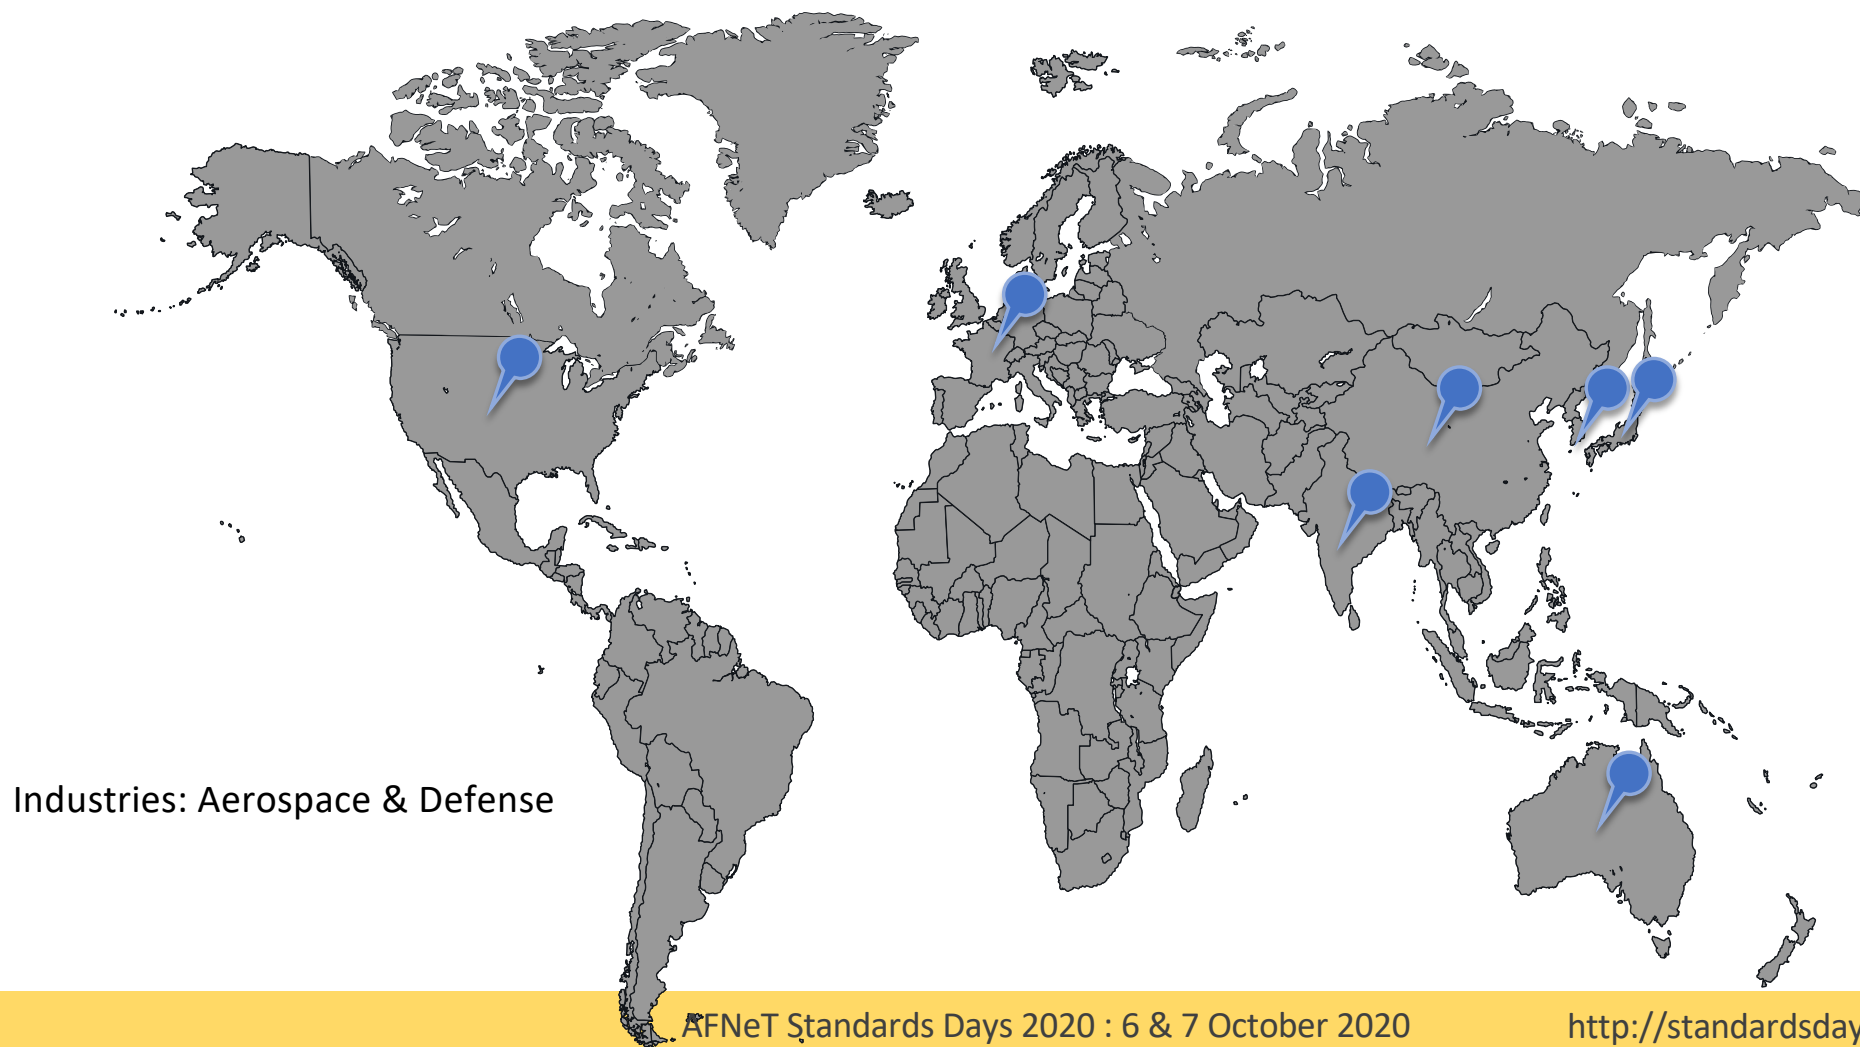 Industries: Aerospace & Defense
AFNeT Standards Days 2020 : 6 & 7 October 2020
http://standardsday